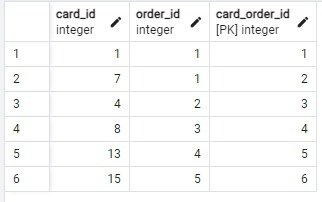 card_id order_id card_order_id
integer integer [PK] integer
1 1 1 1
2 7 1 2
3 4 2 3
4 8 3 4
5 13 4 5
6 15 5 6